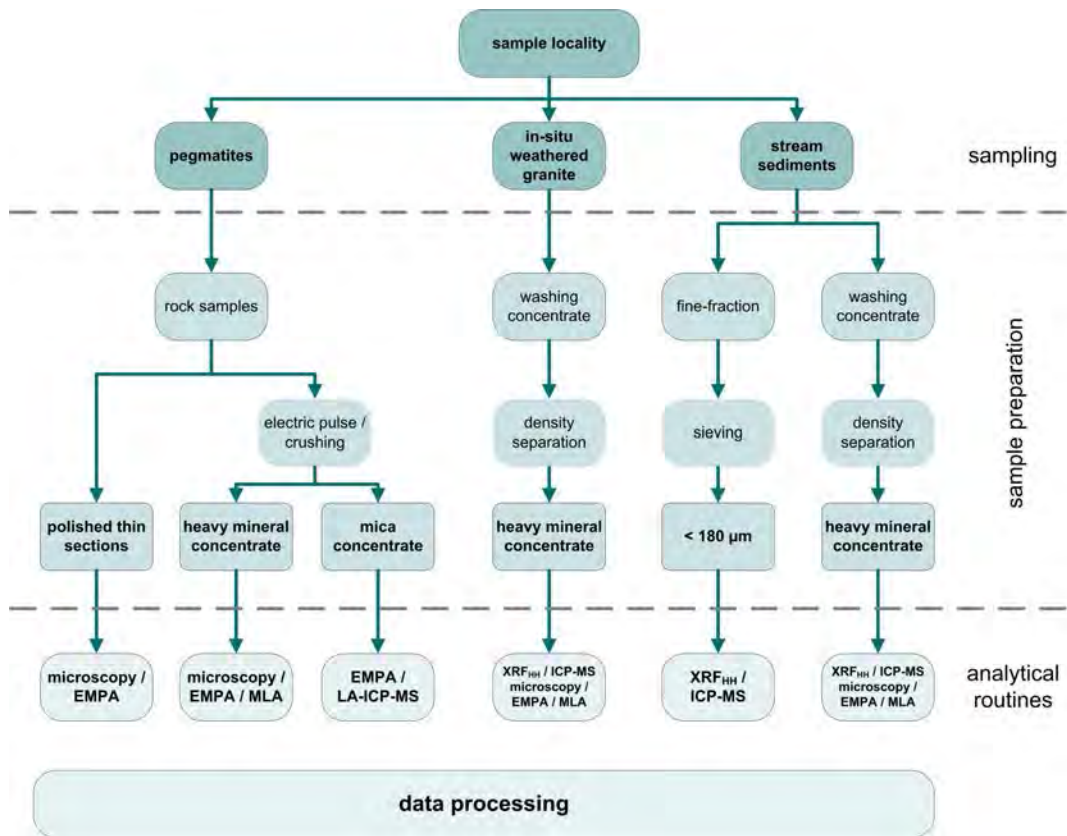 sample locality
pegmatites
in-situ
weathered
granite
stream
sediments
sampling
rock samples
washing
concentrate
fine-fraction
washing
concentrate
electric pulse /
crushing
density
separation
sieving
density
separation
sample preparation
polished thin
sections
heavy mineral
concentrate
mica
concentrate
heavy mineral
concentrate
< 180 µm
heavy mineral
concentrate
microscopy /
EMPA
microscopy /
EMPA / MLA
EMPA /
LA-ICP-MS
XRFHH / ICP-MS
microscopy /
EMPA / MLA
XRFHH /
ICP-MS
XRFHH / ICP-MS
microscopy /
EMPA / MLA
analytical
routines
data processing